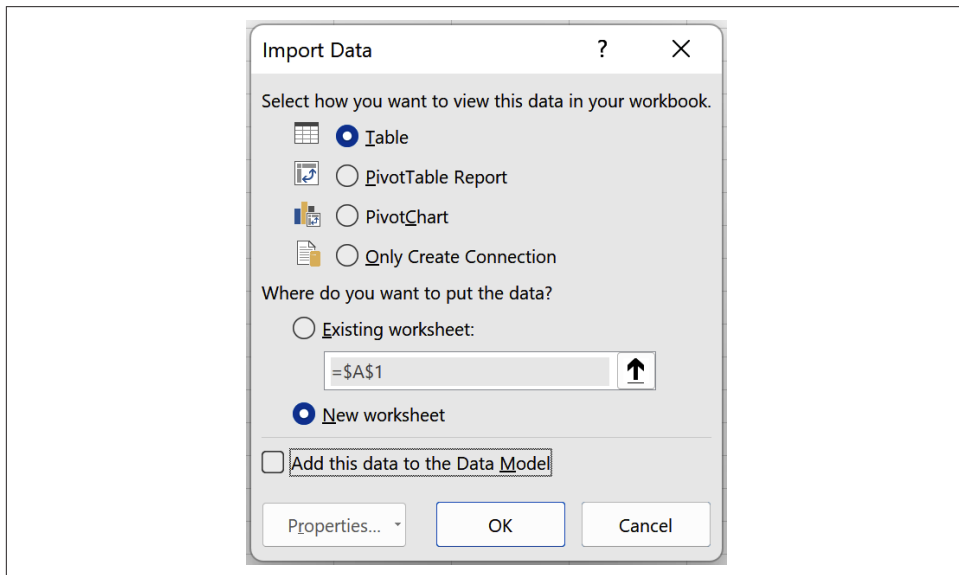 Import Data ?
Select how you want to view this data in your workbook.
Table
PivotTable Report
PivotChart
Only Create Connection
Where do you want to put the data?
Existing worksheet:
=$A$1
New worksheet
Add this data to the Data Model
Properties...
OK
Cancel